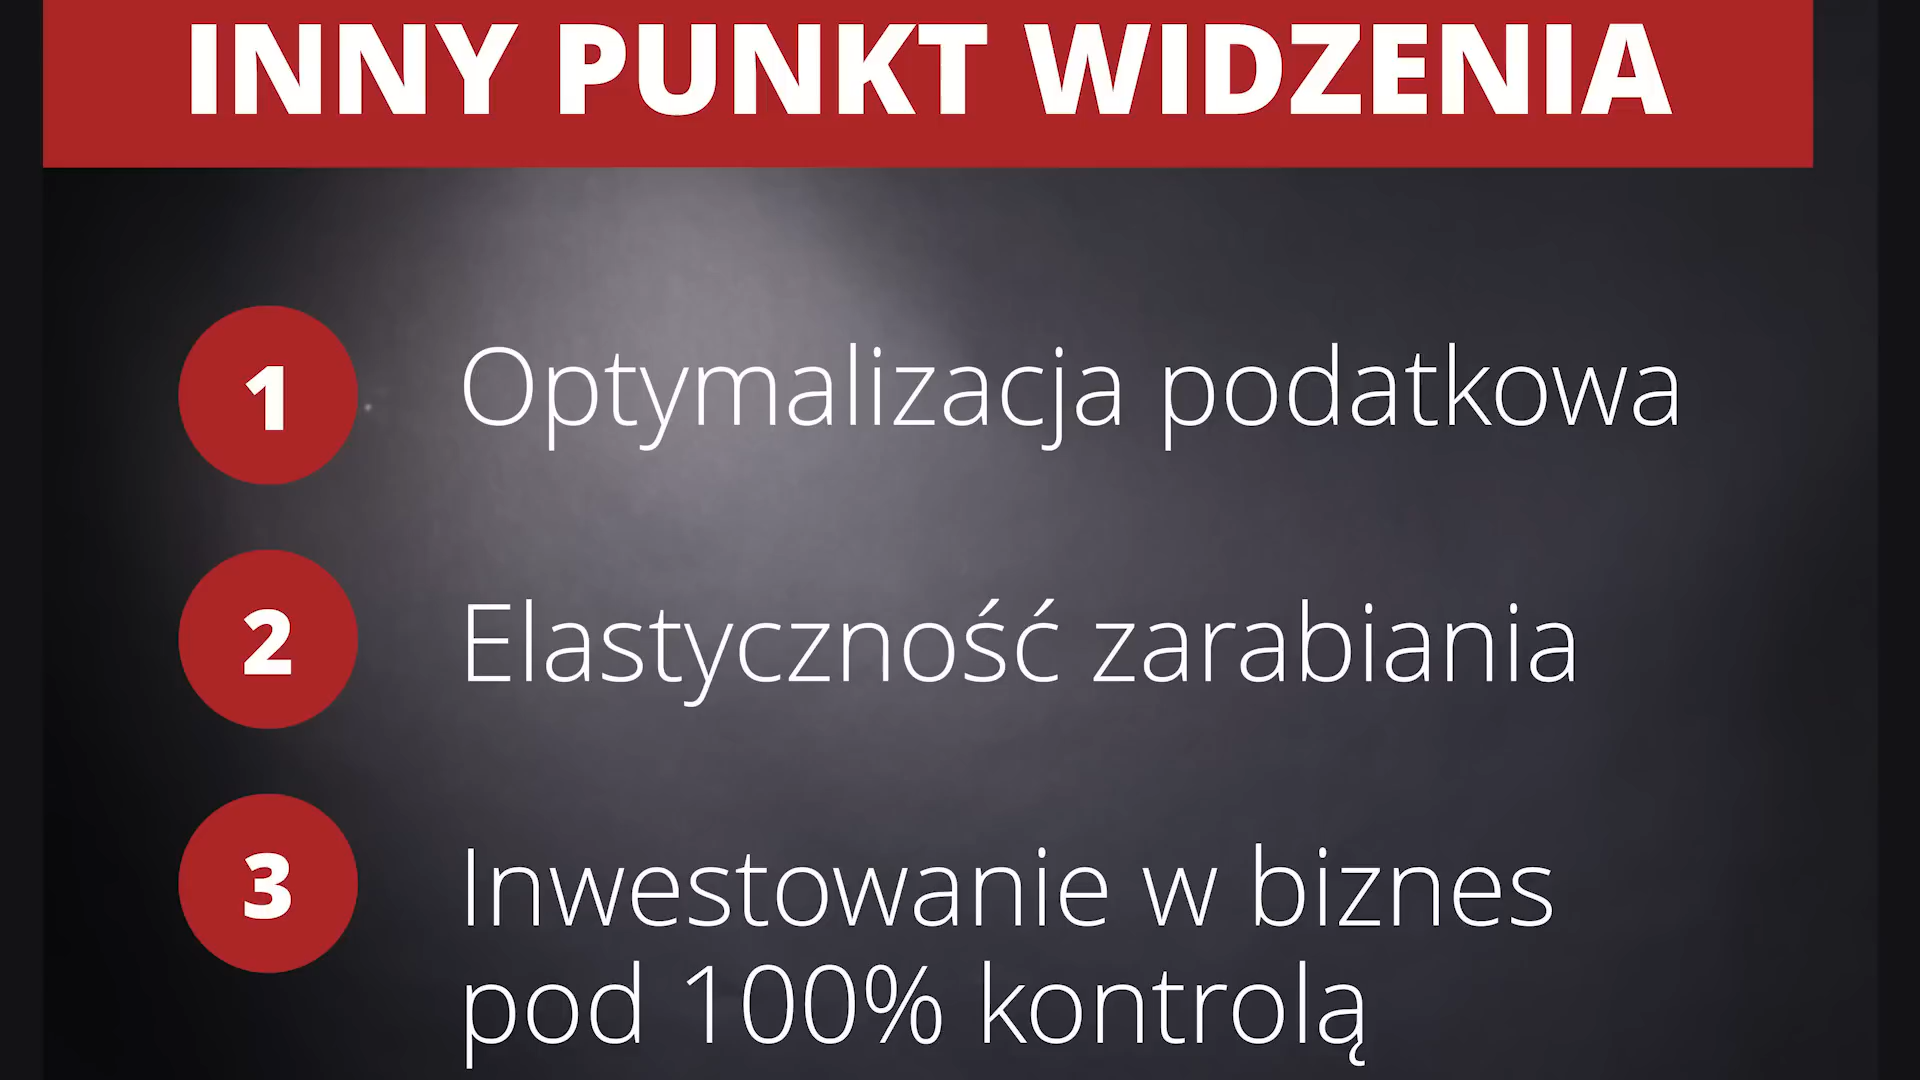 INNY PUNKT WIDZENIA
1 Optymalizacja podatkowa
2 Elastyczność zarabiania
3 Inwestowanie w biznes
pod 100% kontrolą